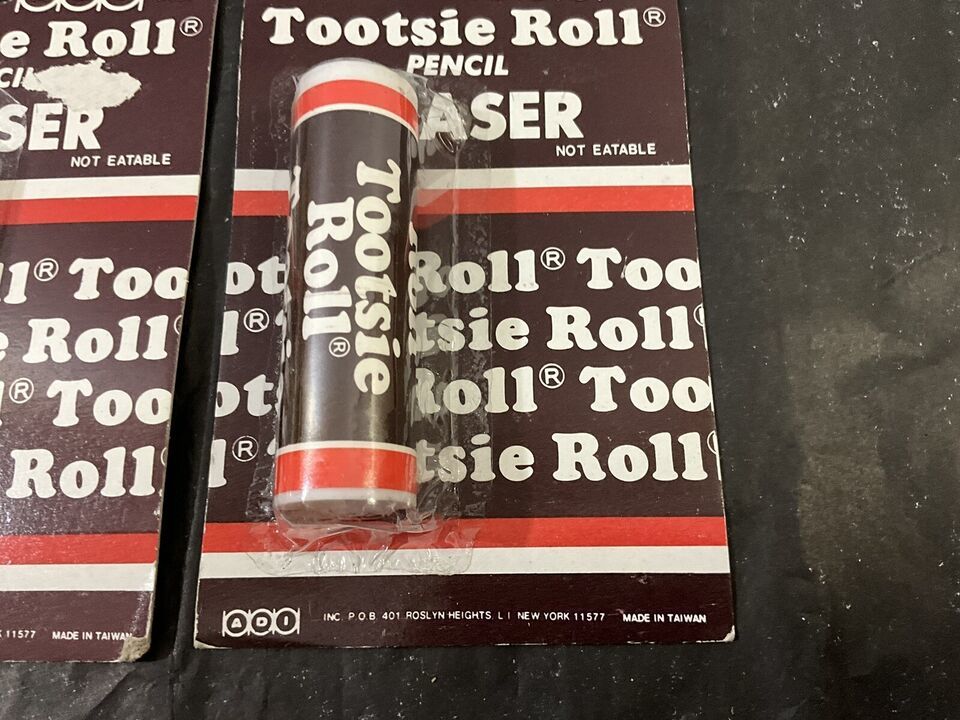 e Roll®
SER
NOT EATABLE
ll® Too
Roll
® Too
Roll
11577 MADE IN TAIWAN
Tootsie Roll®
PENCIL
ASER
NOT EATABLE
Tootsie
Roll®
ot Roll® Too
l® tsie Roll
ot Roll® Too
® tsie Roll
ADI INC. P.O.B. 401 ROSLYN HEIGHTS, L I NEW YORK 11577 MADE IN TAIWAN